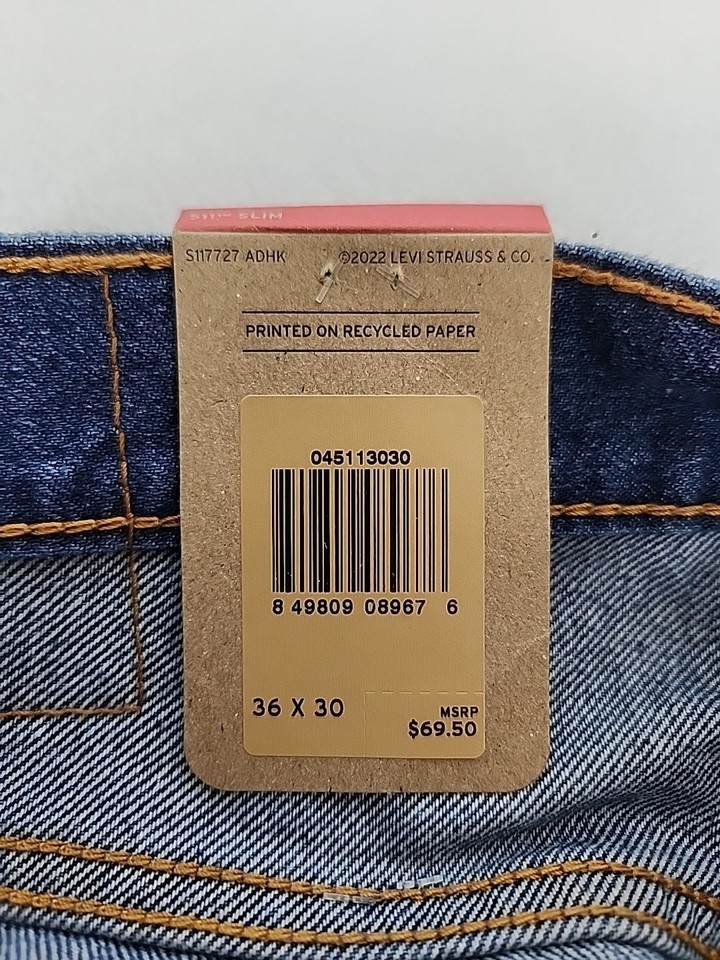 511™ SLIM
S117727 ADHK ©2022 LEVI STRAUSS & CO.
PRINTED ON RECYCLED PAPER
045113030
8 49809 08967 6
36 X 30
MSRP
$69.50